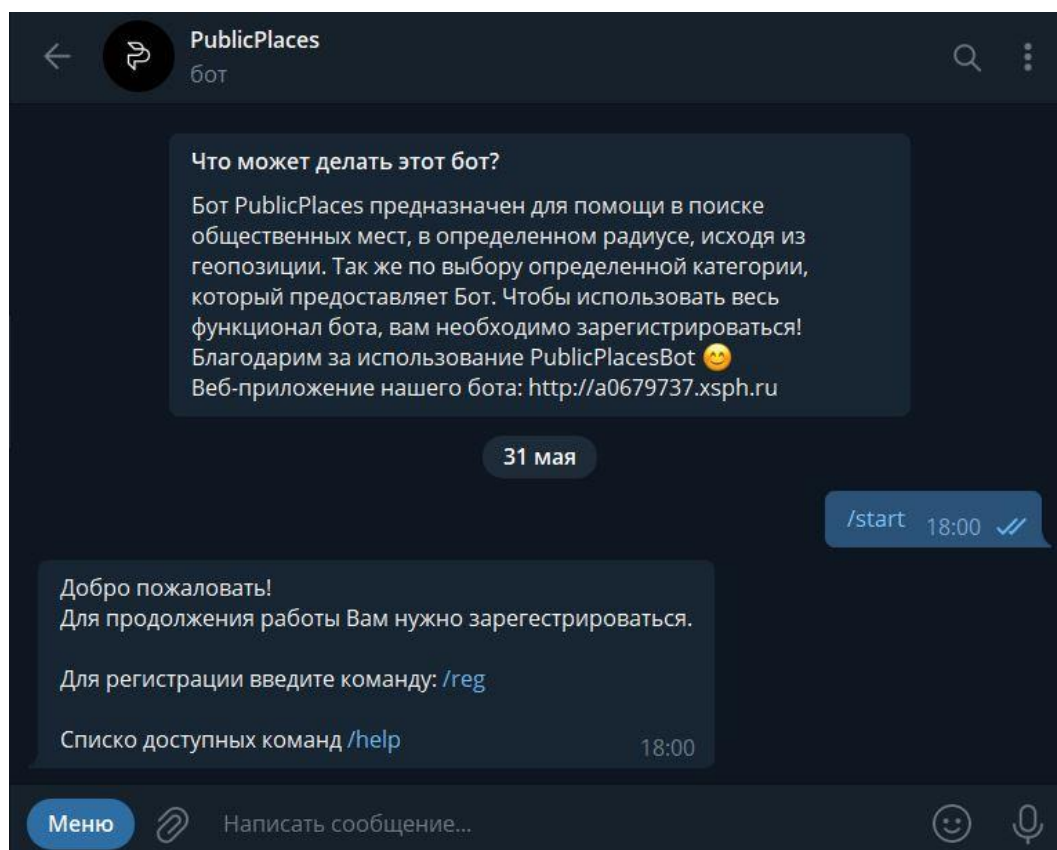 PublicPlaces
бот
Что может делать этот бот?
Бот PublicPlaces предназначен для помощи в поиске
общественных мест, в определенном радиусе, исходя из
геопозиции. Так же по выбору определенной категории,
который предоставляет Бот. Чтобы использовать весь
функционал бота, вам необходимо зарегистрироваться!
Благодарим за использование PublicPlacesBot 😊
Веб-приложение нашего бота: http://a0679737.xsph.ru
31 мая
/start 18:00
Добро пожаловать!
Для продолжения работы Вам нужно зарегестрироваться.
Для регистрации введите команду: /reg
Списко доступных команд /help
18:00
Меню
Написать сообщение...